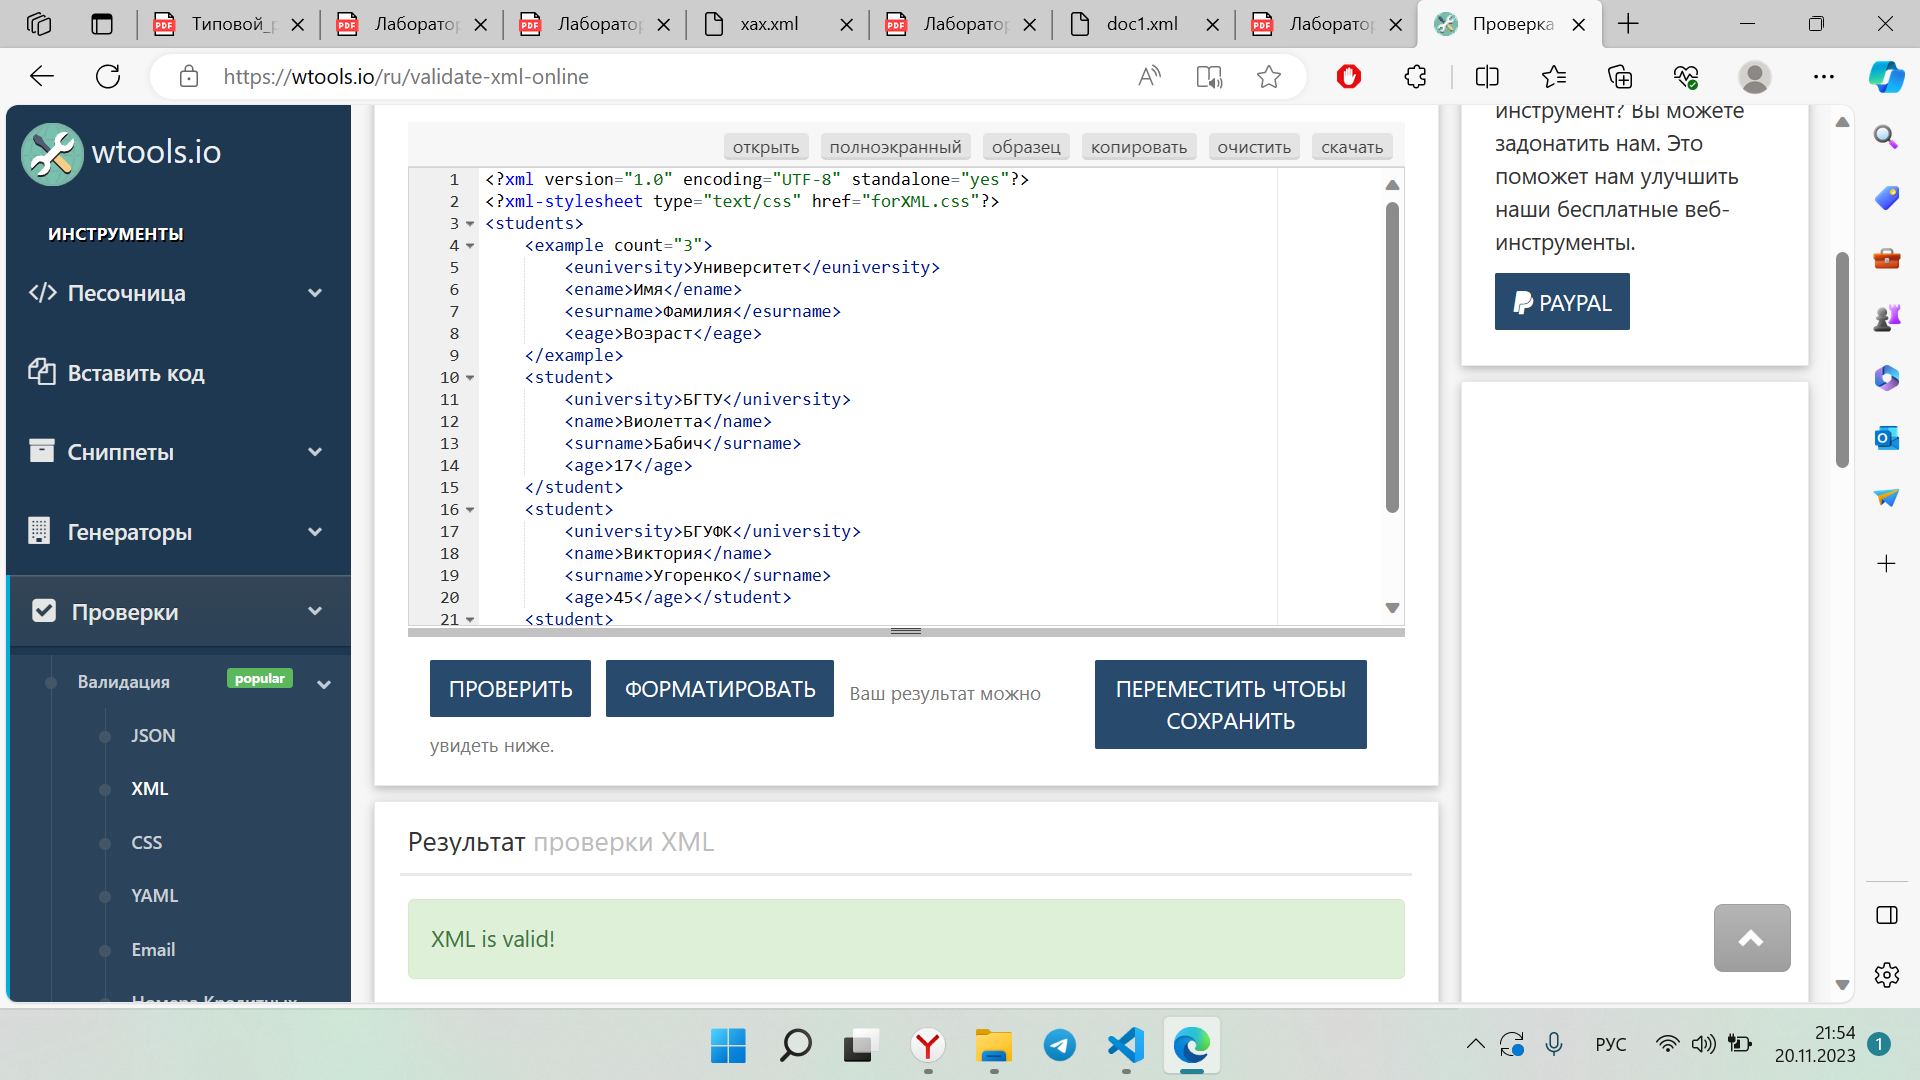 Типовой_р
Лаборатор
Лаборатор
xax.xml
Лаборатор
doc1.xml
Лаборатор
Проверка
https://wtools.io/ru/validate-xml-online
wtools.io
ИНСТРУМЕНТЫ
Песочница
Вставить код
Сниппеты
Генераторы
Проверки
Валидация popular
JSON
XML
CSS
YAML
Email
открыть полноэкранный образец копировать очистить скачать
1 <?xml version="1.0" encoding="UTF-8" standalone="yes"?>
2 <?xml-stylesheet type="text/css" href="forXML.css"?>
3 <students>
4 <example count="3">
5 <euniversity>Университет</euniversity>
6 <ename>Имя</ename>
7 <esurname>Фамилия</esurname>
8 <eage>Возраст</eage>
9 </example>
10 <student>
11 <university>БГТУ</university>
12 <name>Виолетта</name>
13 <surname>Бабич</surname>
14 <age>17</age>
15 </student>
16 <student>
17 <university>БГУФК</university>
18 <name>Виктория</name>
19 <surname>Угоренко</surname>
20 <age>45</age></student>
21 <student>
ПРОВЕРИТЬ ФОРМАТИРОВАТЬ Ваш результат можно
увидеть ниже.
ПЕРЕМЕСТИТЬ ЧТОБЫ
СОХРАНИТЬ
Результат проверки XML
XML is valid!
инструмент? Вы можете
задонатить нам. Это
поможет нам улучшить
наши бесплатные веб-
инструменты.
PAYPAL
РУС
21:54
20.11.2023
1